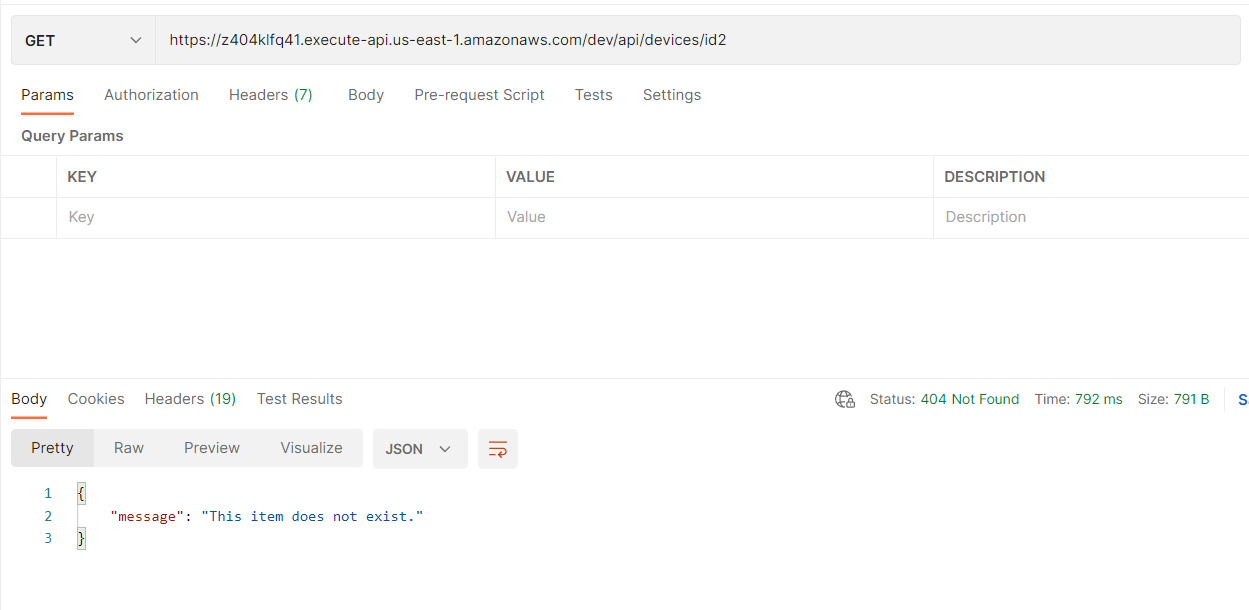 GET https://z404klfq41.execute-api.us-east-1.amazonaws.com/dev/api/devices/id2
Params Authorization Headers (7) Body Pre-request Script Tests Settings
Query Params
KEY VALUE DESCRIPTION
Key Value Description
Body Cookies Headers (19) Test Results Status: 404 Not Found Time: 792 ms Size: 791 B
Pretty Raw Preview Visualize JSON
1 {
2 "message": "This item does not exist."
3 }